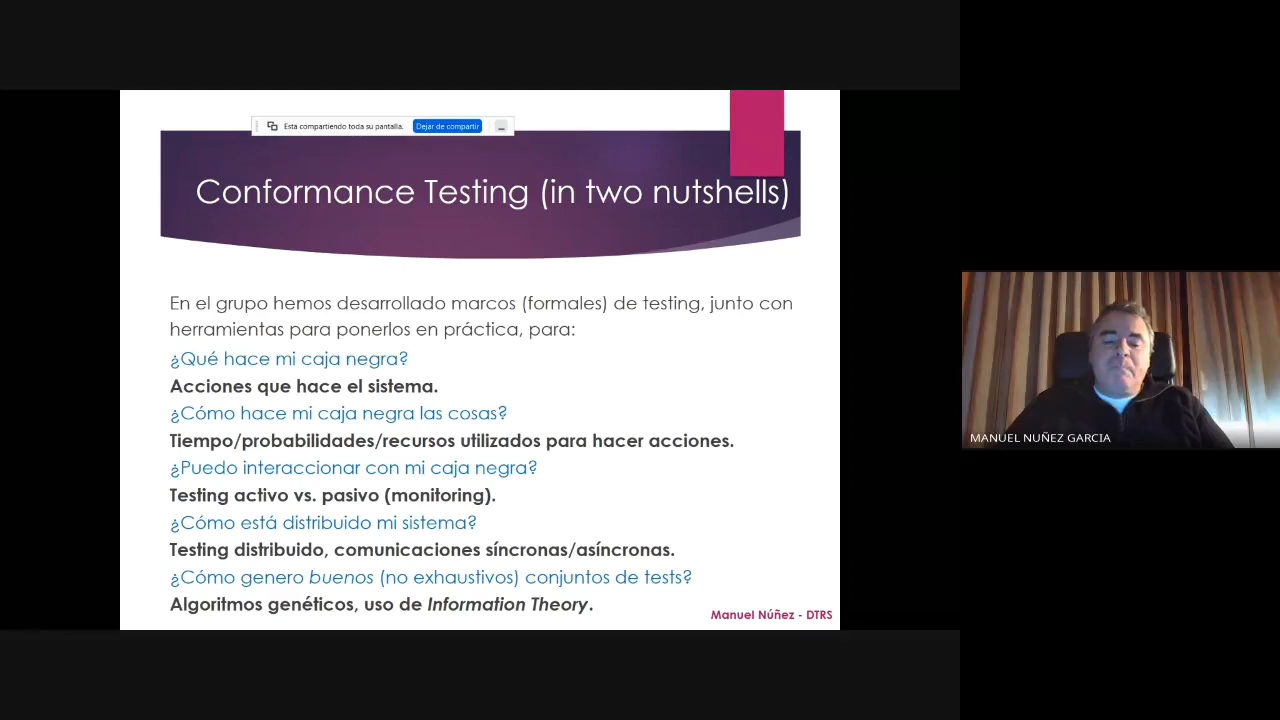 Está compartiendo toda su pantalla. Dejar de compartir
Conformance Testing (in two nutshells)
En el grupo hemos desarrollado marcos (formales) de testing, junto con
herramientas para ponerlos en práctica, para:
¿Qué hace mi caja negra?
Acciones que hace el sistema.
¿Cómo hace mi caja negra las cosas?
Tiempo/probabilidades/recursos utilizados para hacer acciones.
¿Puedo interaccionar con mi caja negra?
Testing activo vs. pasivo (monitoring).
¿Cómo está distribuido mi sistema?
Testing distribuido, comunicaciones síncronas/asíncronas.
¿Cómo genero buenos (no exhaustivos) conjuntos de tests?
Algoritmos genéticos, uso de Information Theory.
Manuel Núñez - DTRS
MANUEL NUÑEZ GARCIA